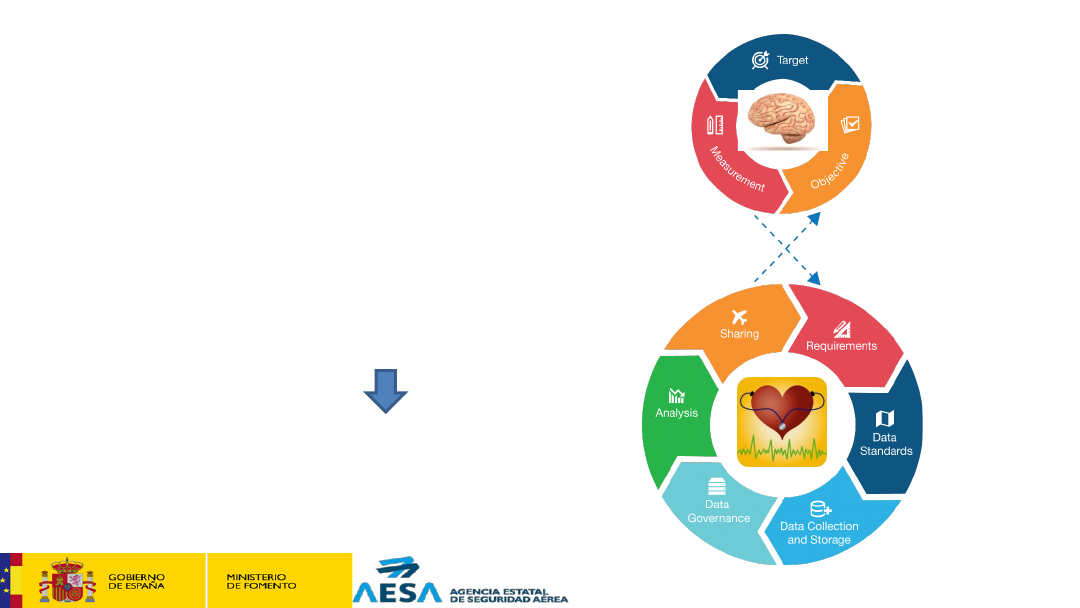 Target
Measurement
Objective
Sharing
Requirements
Analysis
Data
Standards
Data
Governance
Data Collection
and Storage
GOBIERNO
DE ESPAÑA
MINISTERIO
DE FOMENTO
AESA
AGENCIA ESTATAL
DE SEGURIDAD AÉREA